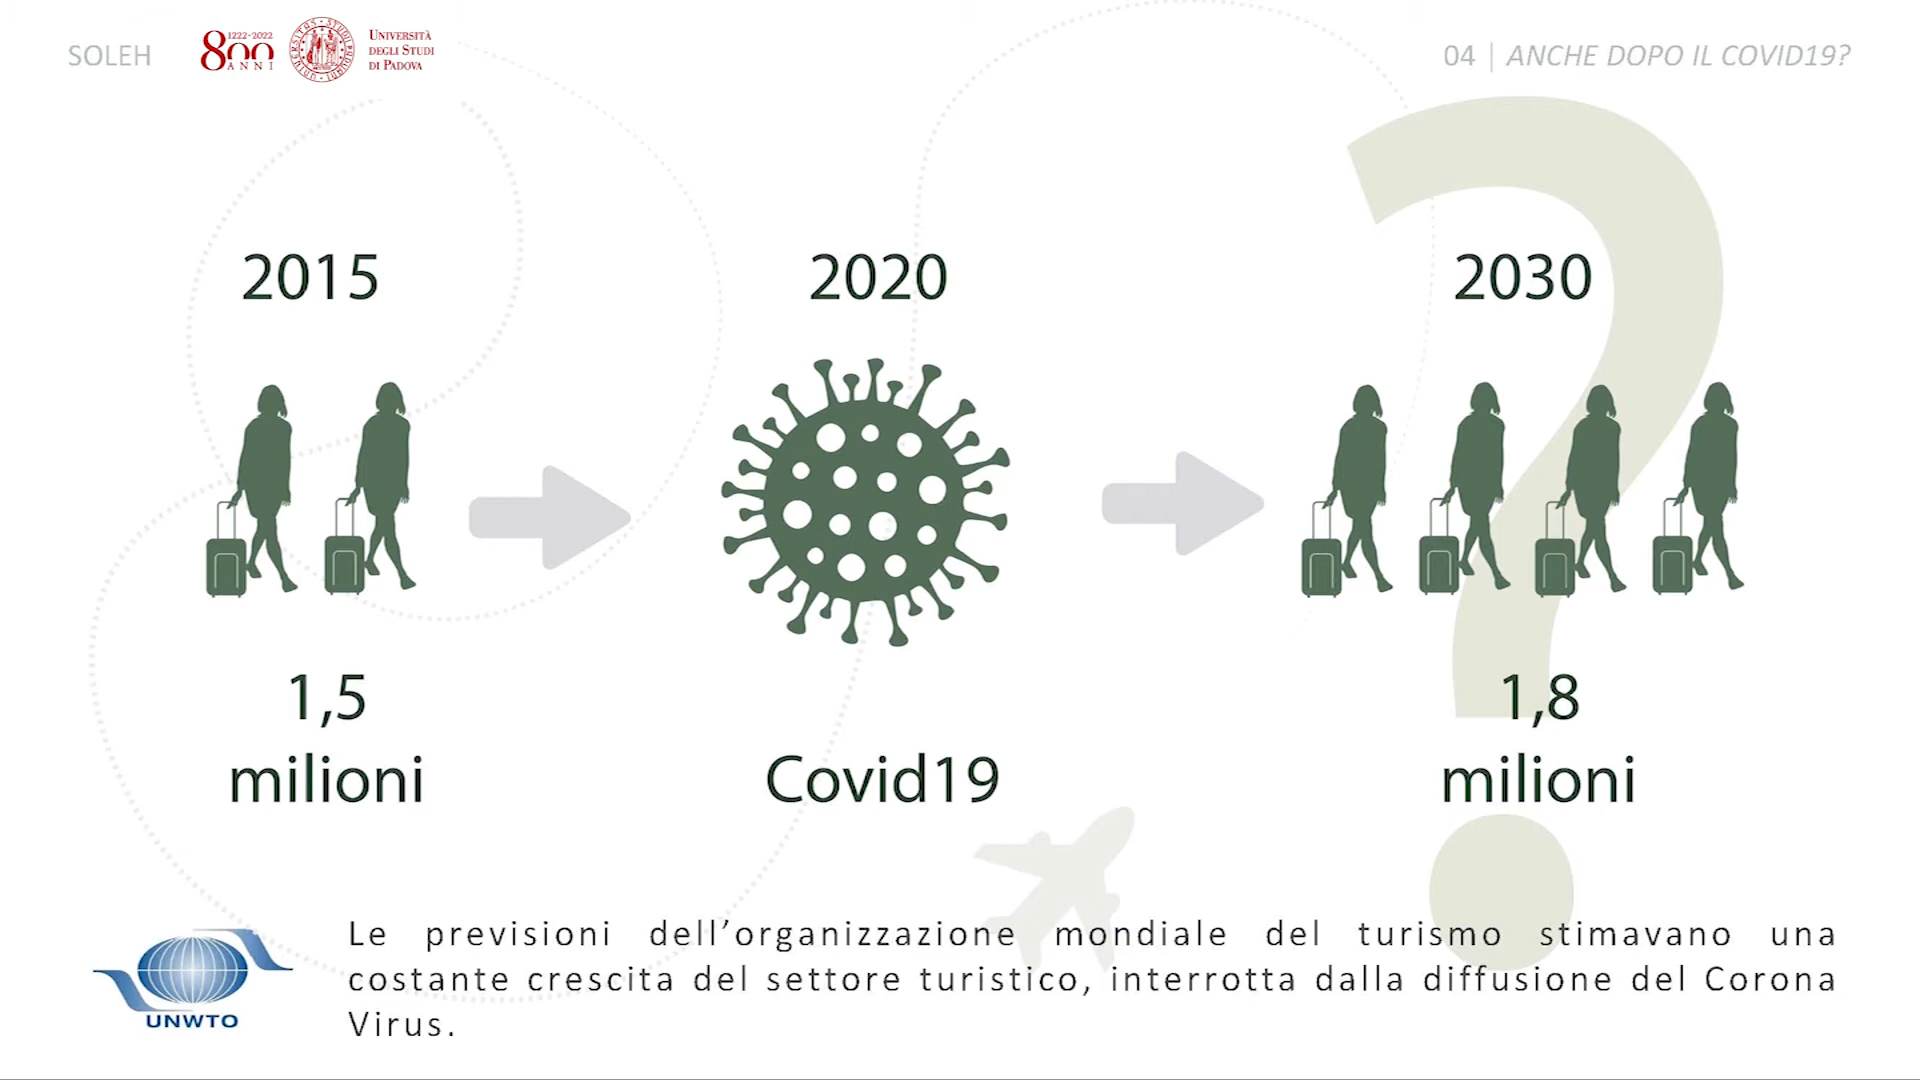 SOLEH
1222-2022
800
ANNI
UNIVERSITÀ
DEGLI STUDI
DI PADOVA
04 | ANCHE DOPO IL COVID19?
2015
2020
2030
1,5
milioni
Covid19
1,8
milioni
Le previsioni dell’organizzazione mondiale del turismo stimavano una
costante crescita del settore turistico, interrotta dalla diffusione del Corona
Virus.
UNWTO